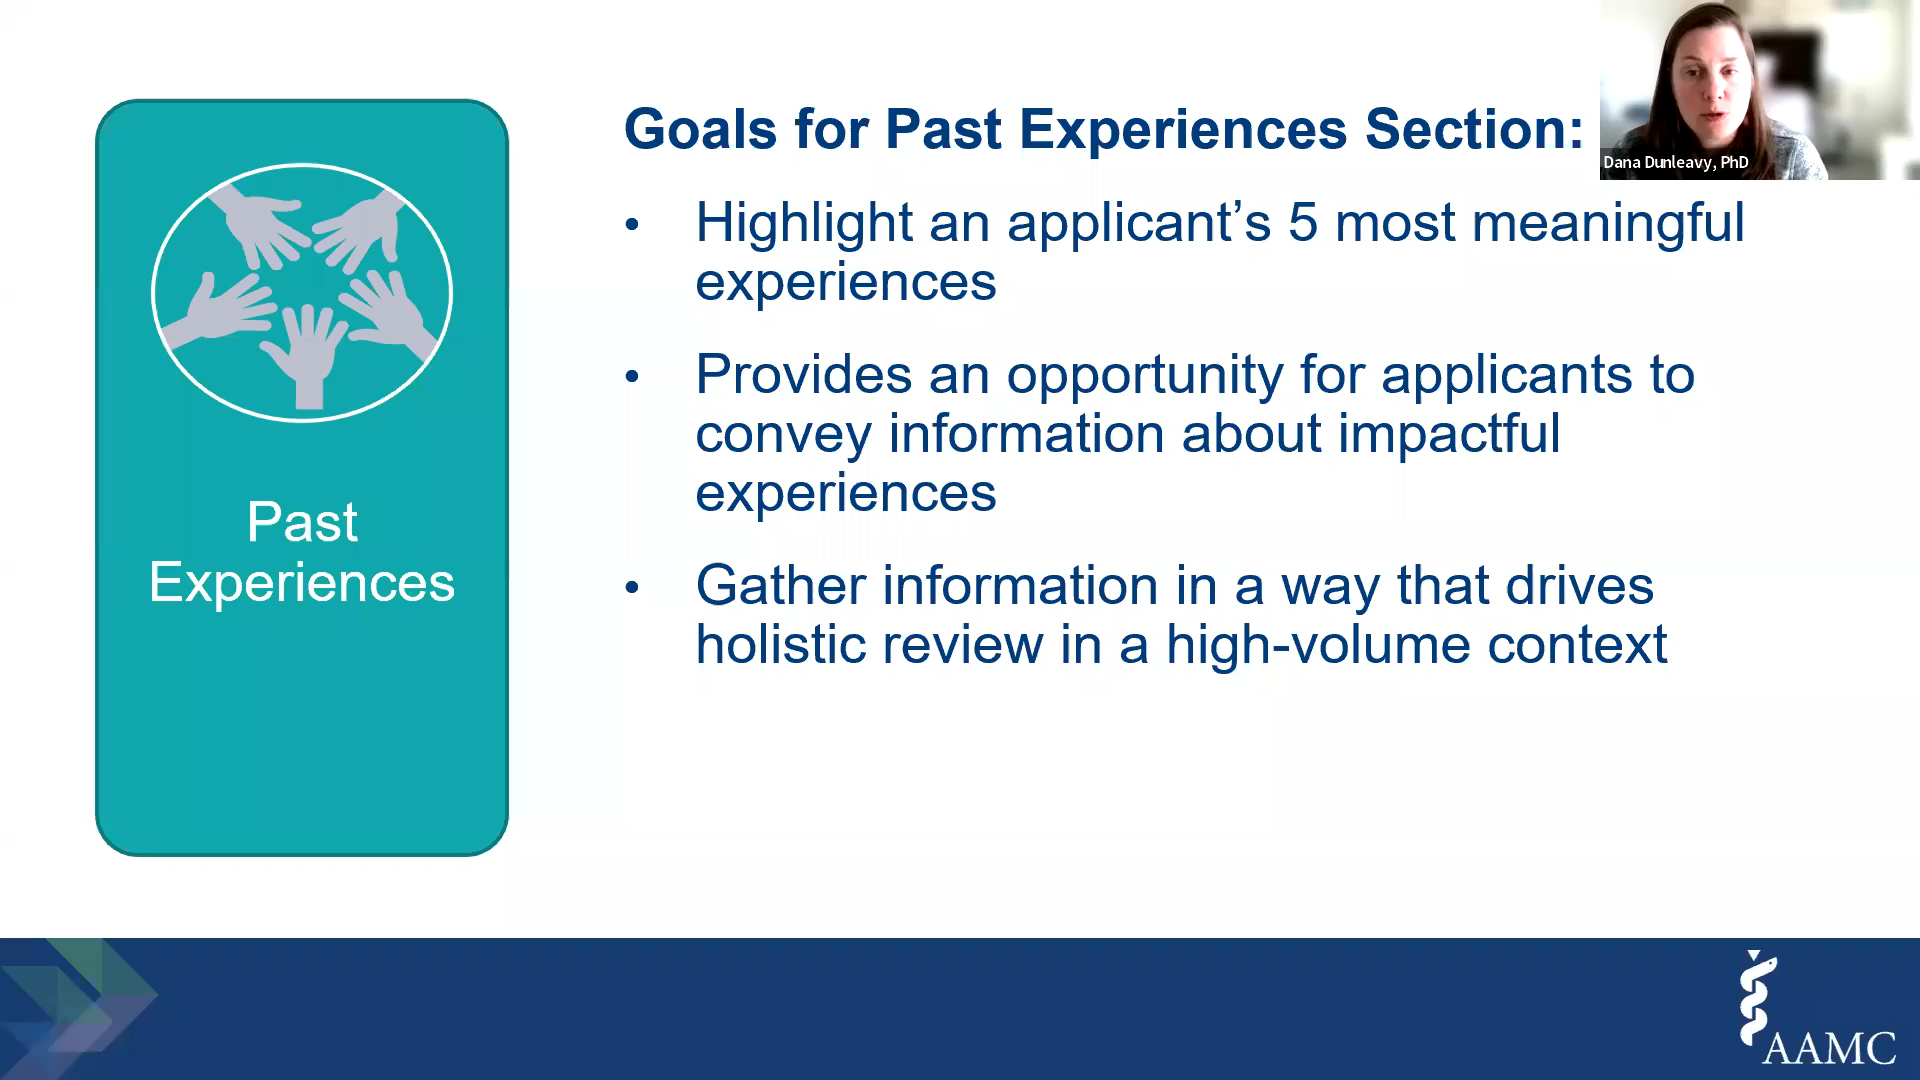 Goals for Past Experiences Section:
Dana Dunleavy, PhD
• Highlight an applicant’s 5 most meaningful
experiences
• Provides an opportunity for applicants to
convey information about impactful
experiences
• Gather information in a way that drives
holistic review in a high-volume context
Past
Experiences
AAMC